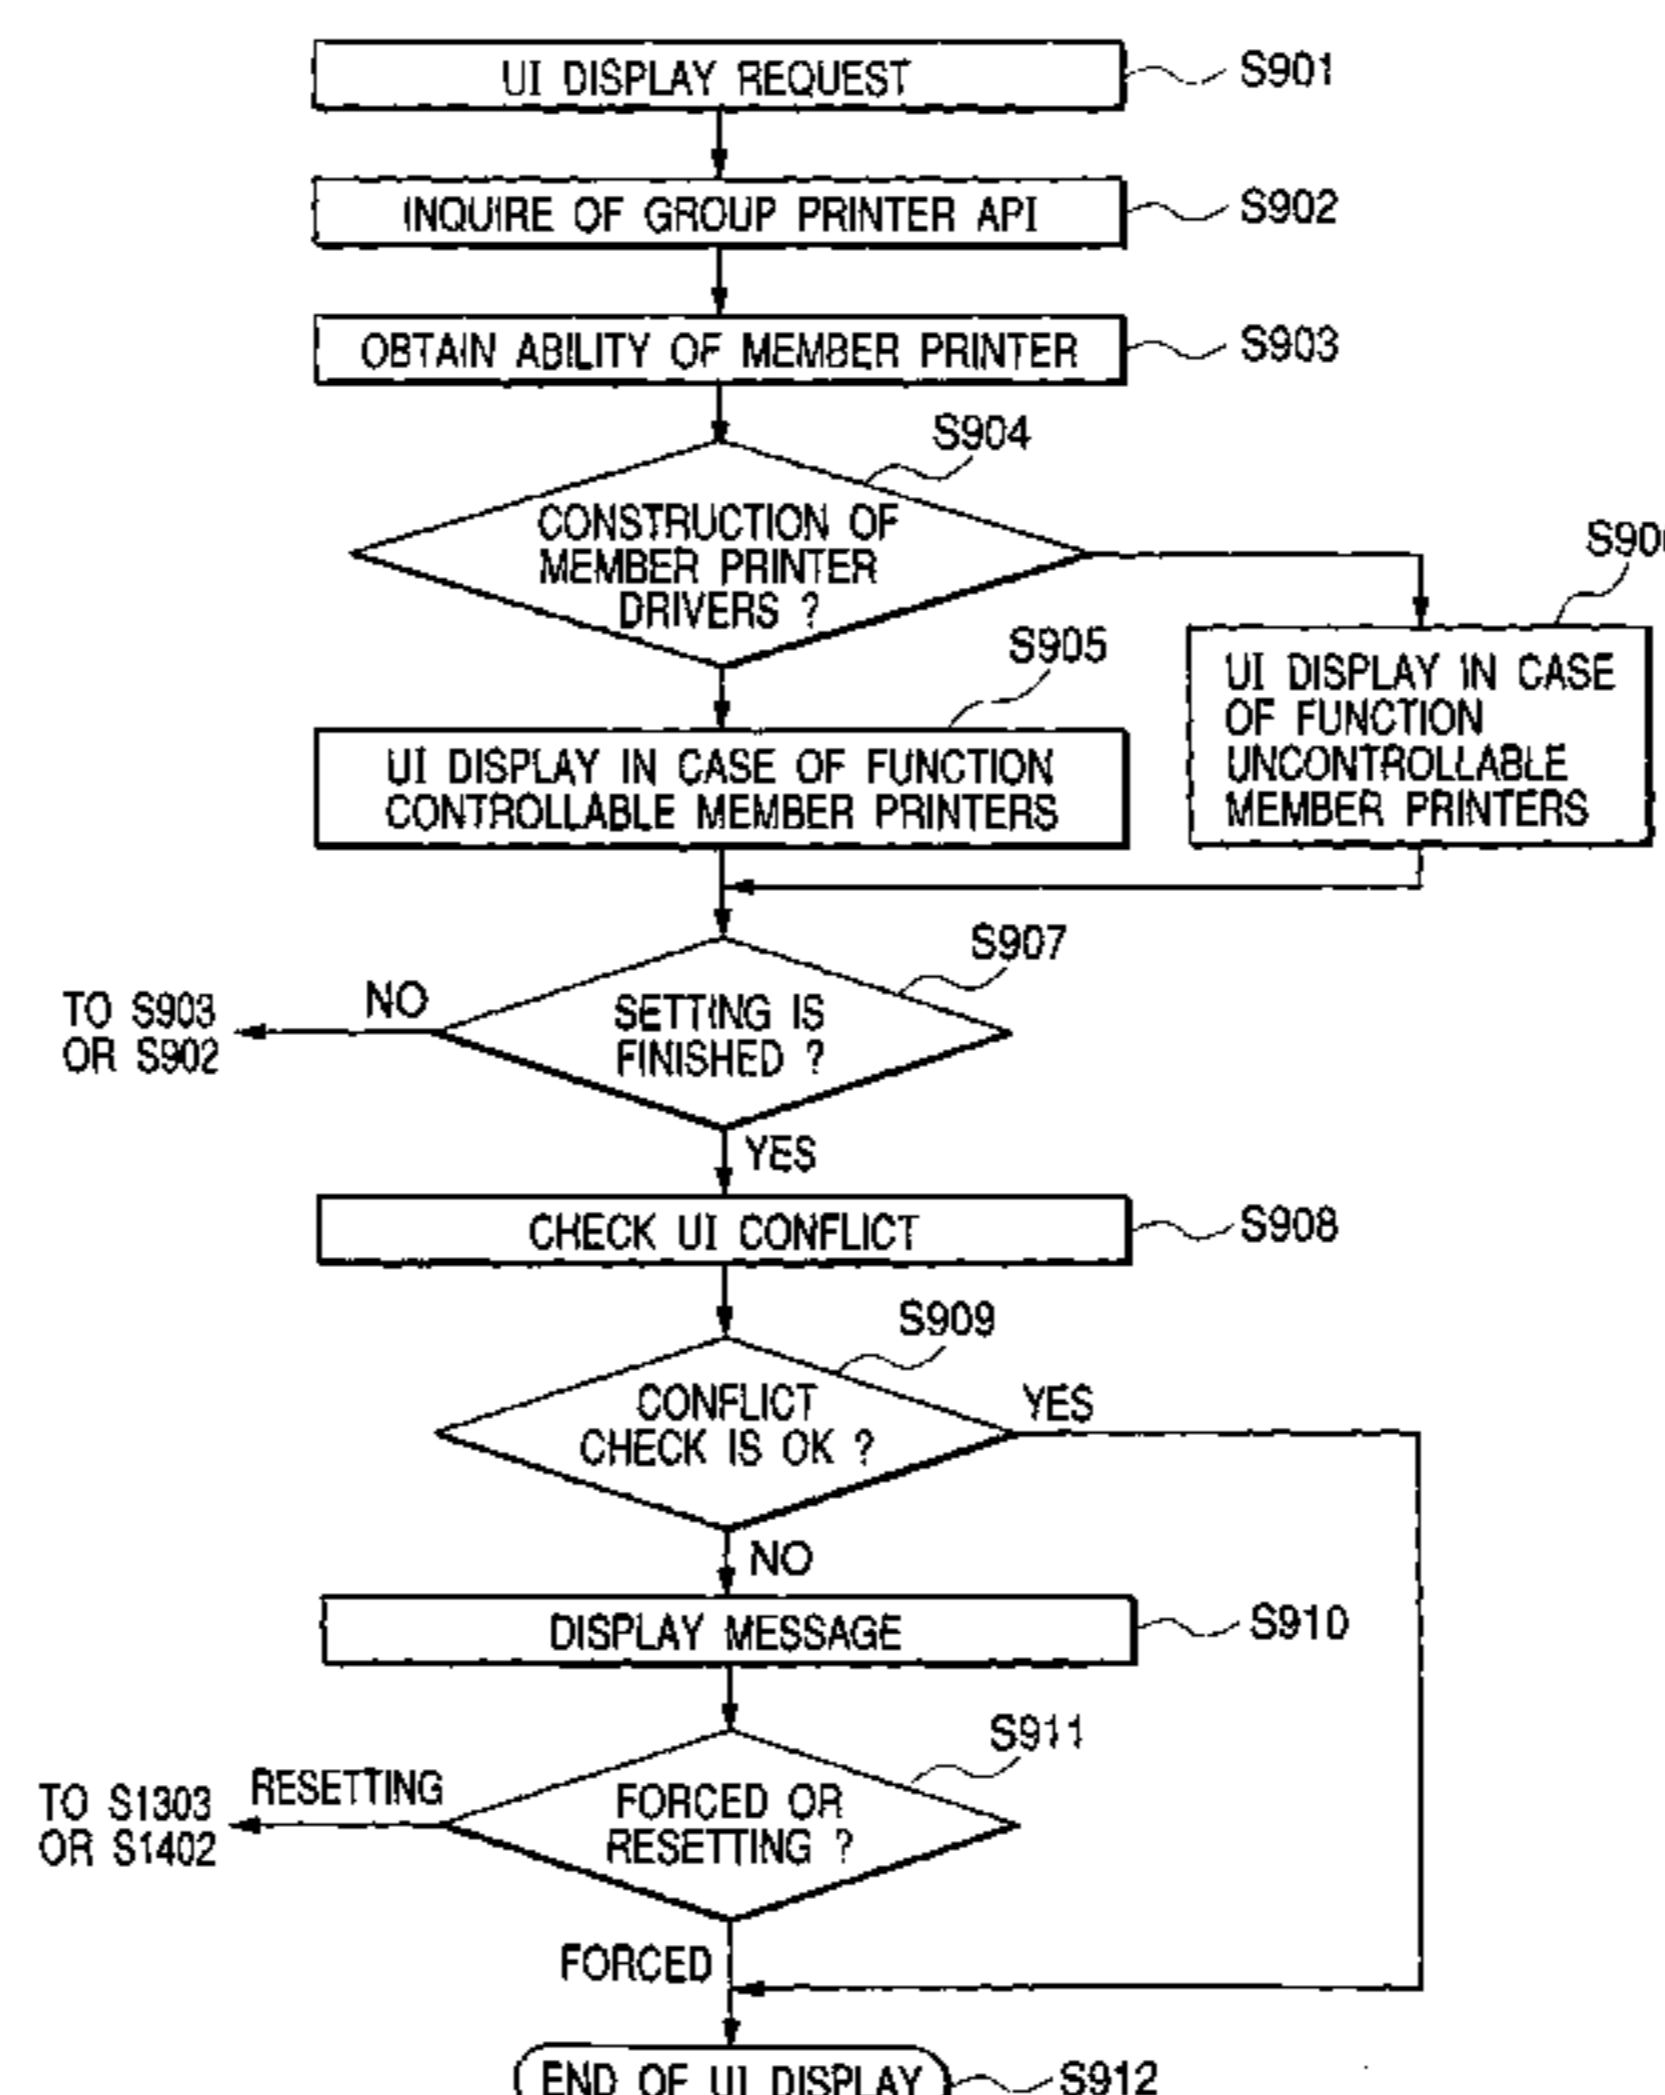 UI DISPLAY REQUEST
S901
INQUIRE OF GROUP PRINTER API
S902
OBTAIN ABILITY OF MEMBER PRINTER
S903
S904
CONSTRUCTION OF
MEMBER PRINTER
DRIVERS ?
S905
UI DISPLAY IN CASE OF FUNCTION
CONTROLLABLE MEMBER PRINTERS
UI DISPLAY IN CASE
OF FUNCTION
UNCONTROLLABLE
MEMBER PRINTERS
S907
SETTING IS
FINISHED ?
NO
TO S903
OR S902
YES
CHECK UI CONFLICT
S908
S909
CONFLICT
CHECK IS OK ?
YES
NO
DISPLAY MESSAGE
S910
S911
FORCED OR
RESETTING ?
RESETTING
TO S1303
OR S1402
FORCED
END OF UI DISPLAY
S912